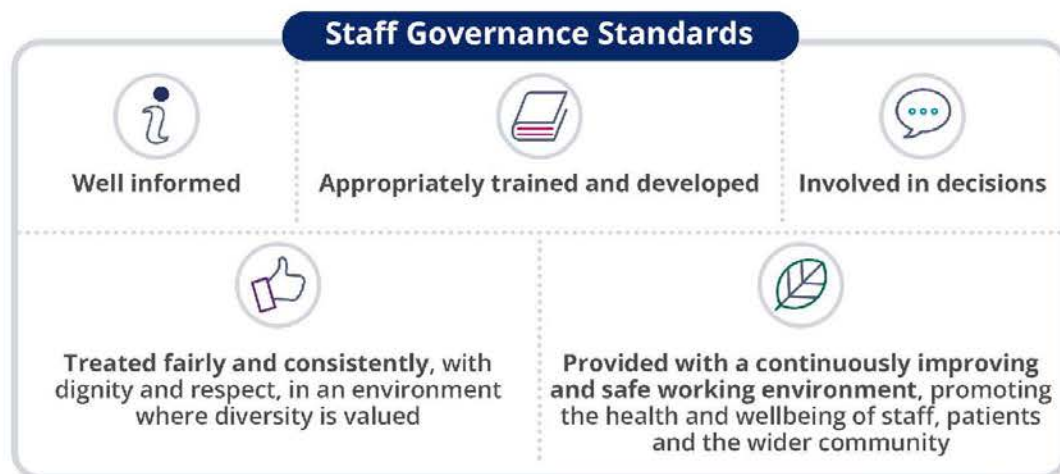 Staff Governance Standards
Well informed
Appropriately trained and developed
Involved in decisions
Treated fairly and consistently, with
dignity and respect, in an environment
where diversity is valued
Provided with a continuously improving
and safe working environment, promoting
the health and wellbeing of staff, patients
and the wider community